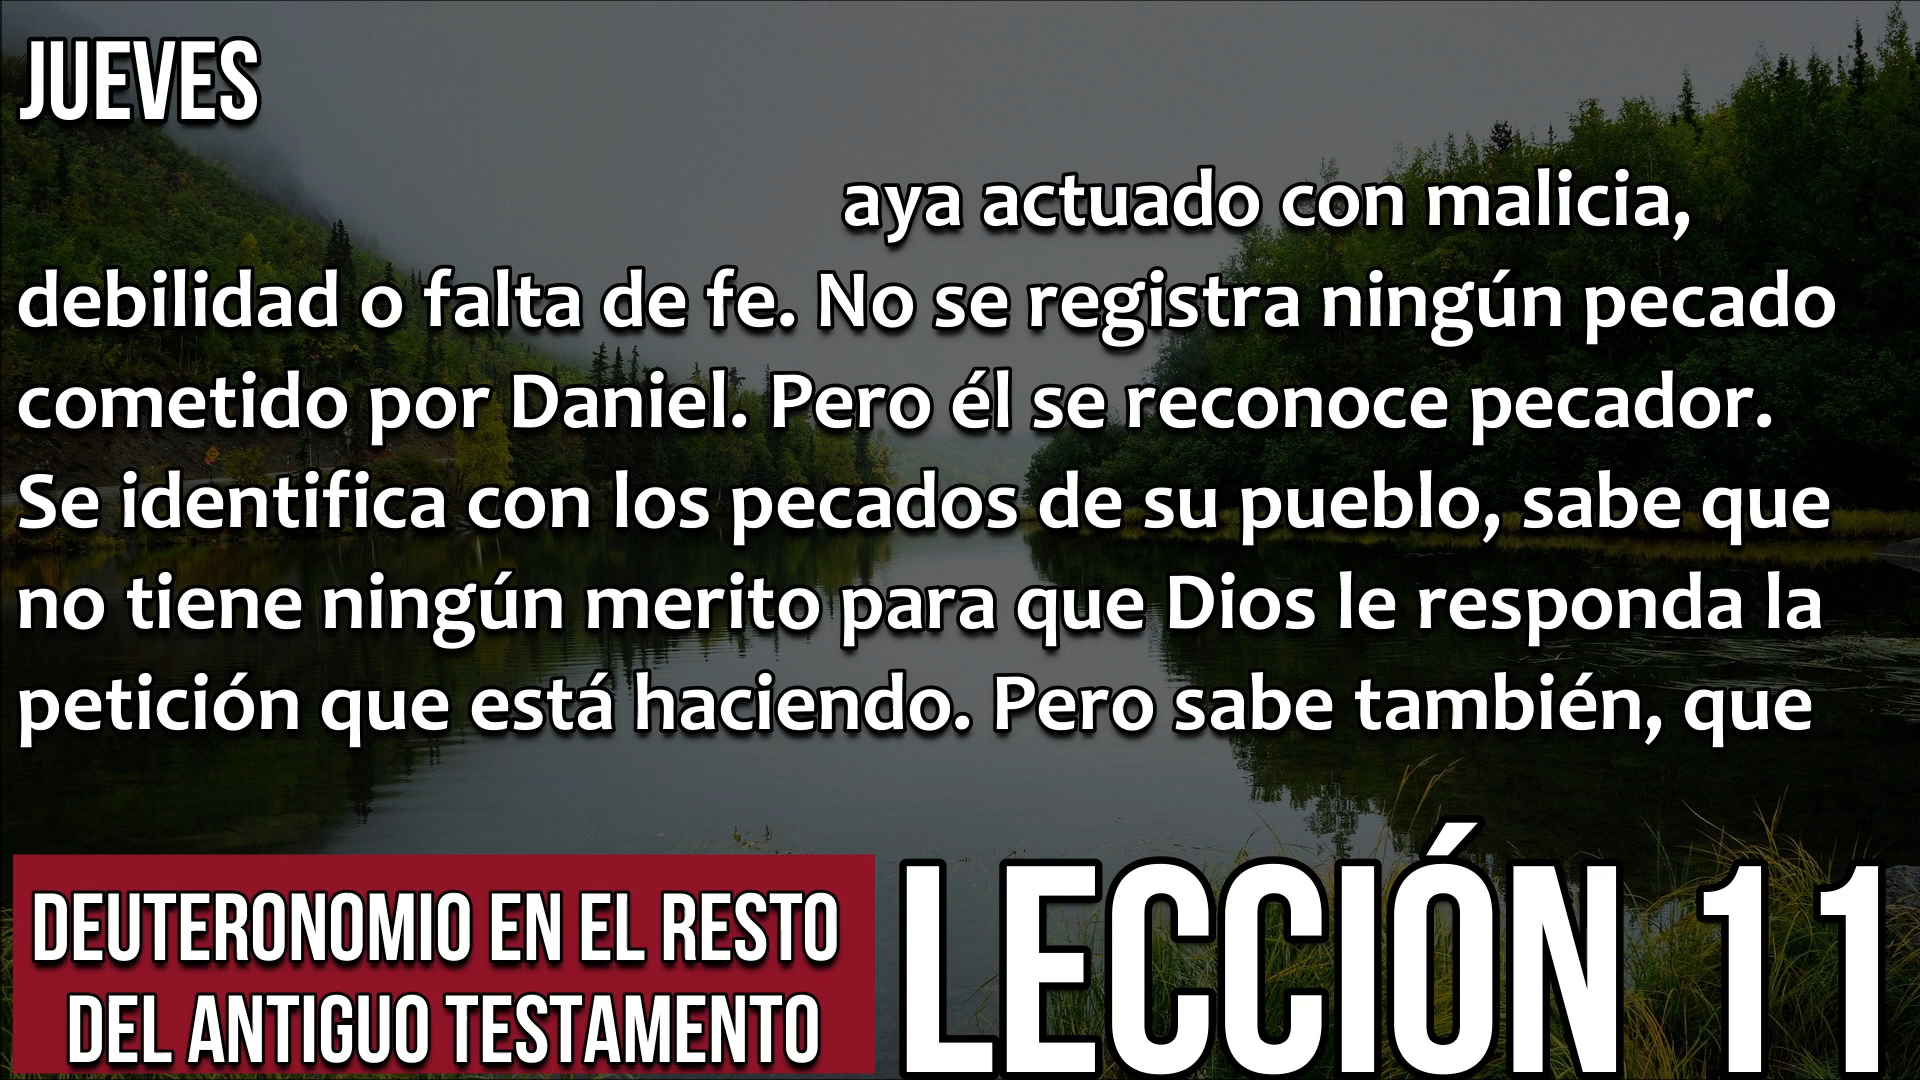 JUEVES
aya actuado con malicia,
debilidad o falta de fe. No se registra ningún pecado
cometido por Daniel. Pero él se reconoce pecador.
Se identifica con los pecados de su pueblo, sabe que
no tiene ningún merito para que Dios le responda la
petición que está haciendo. Pero sabe también, que
DEUTERONOMIO EN EL RESTO
DEL ANTIGUO TESTAMENTO
LECCIÓN 11